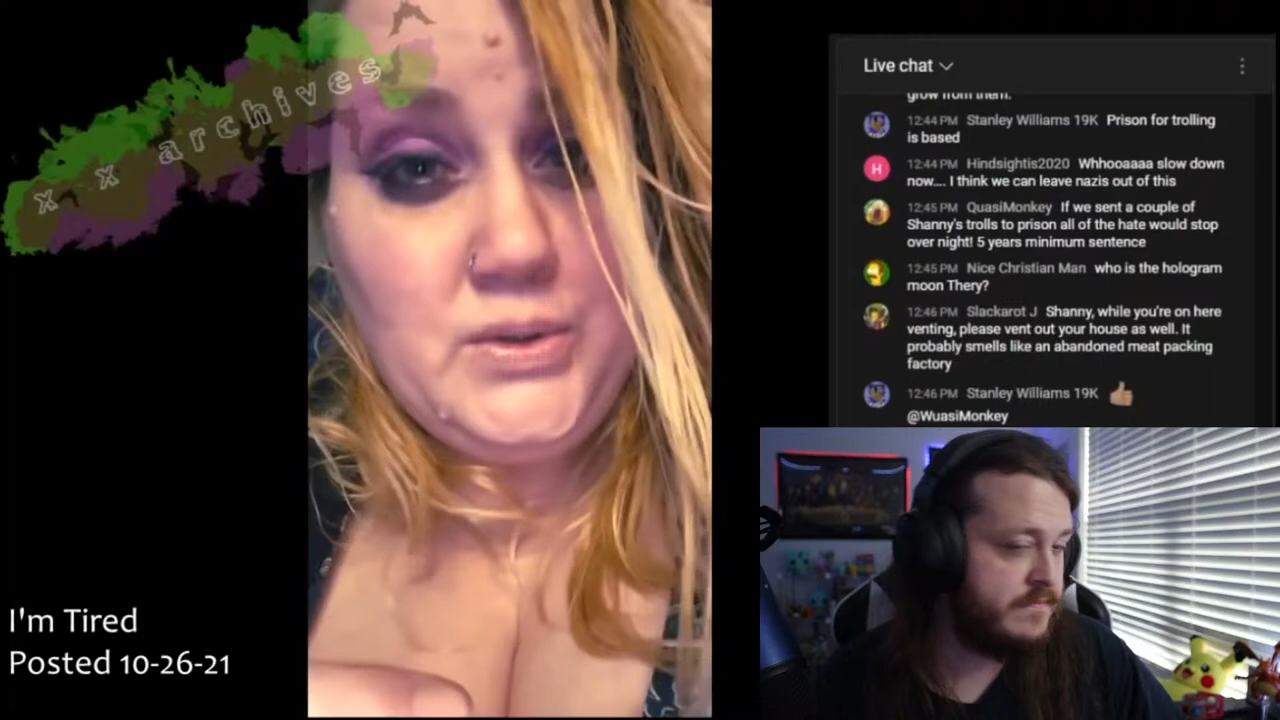 x x archives
I'm Tired
Posted 10-26-21
Live chat
grow from them.
12:44 PM Stanley Williams 19K Prison for trolling
is based
H
12:44 PM Hindsightis2020 Whhooaaaa slow down
now.... I think we can leave nazis out of this
12:45 PM QuasiMonkey If we sent a couple of
Shanny's trolls to prison all of the hate would stop
over night! 5 years minimum sentence
12:45 PM Nice Christian Man who is the hologram
moon Thery?
12:46 PM Slackarot J Shanny, while you're on here
venting, please vent out your house as well. It
probably smells like an abandoned meat packing
factory
12:46 PM Stanley Williams 19K 👍🏼
@WuasiMonkey